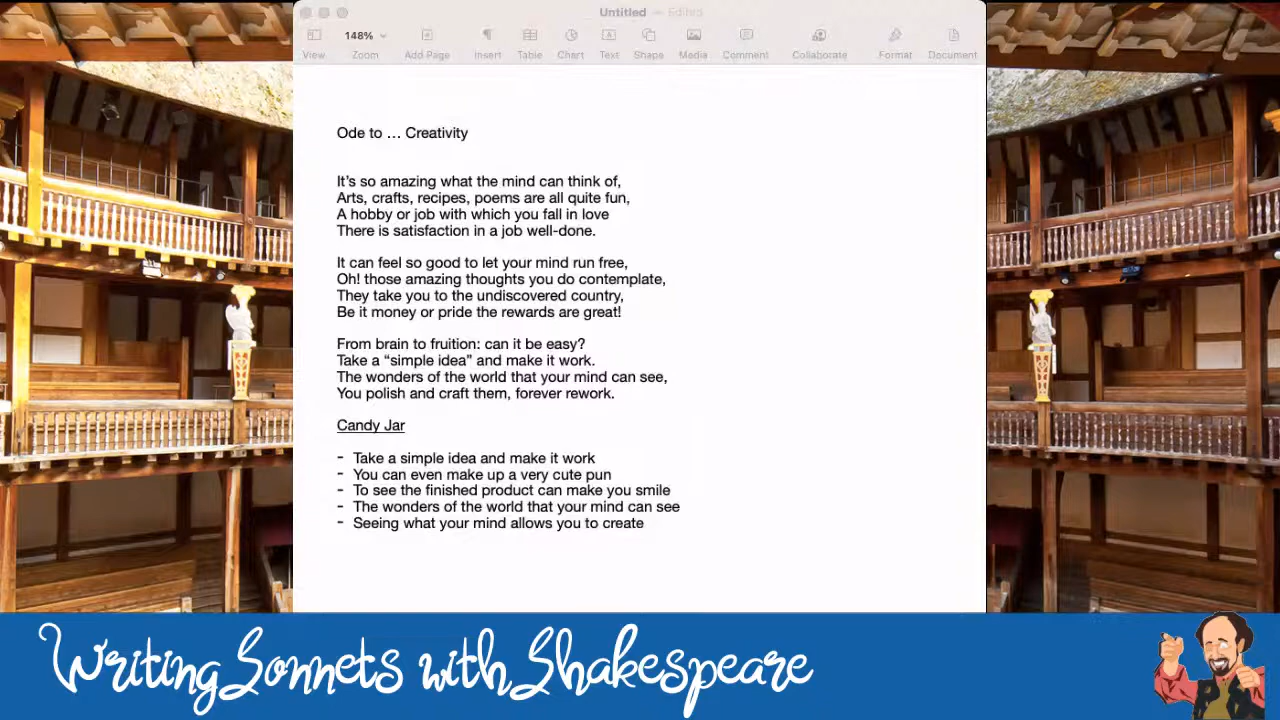 Untitled — Edited
View
148%
Zoom
Add Page
Insert
Table
Chart
Text
Shape
Media
Comment
Collaborate
Format
Document
Ode to … Creativity
It’s so amazing what the mind can think of,
Arts, crafts, recipes, poems are all quite fun,
A hobby or job with which you fall in love
There is satisfaction in a job well-done.
It can feel so good to let your mind run free,
Oh! those amazing thoughts you do contemplate,
They take you to the undiscovered country,
Be it money or pride the rewards are great!
From brain to fruition: can it be easy?
Take a “simple idea” and make it work.
The wonders of the world that your mind can see,
You polish and craft them, forever rework.
Candy Jar
- Take a simple idea and make it work
- You can even make up a very cute pun
- To see the finished product can make you smile
- The wonders of the world that your mind can see
- Seeing what your mind allows you to create
Writing Sonnets with Shakespeare